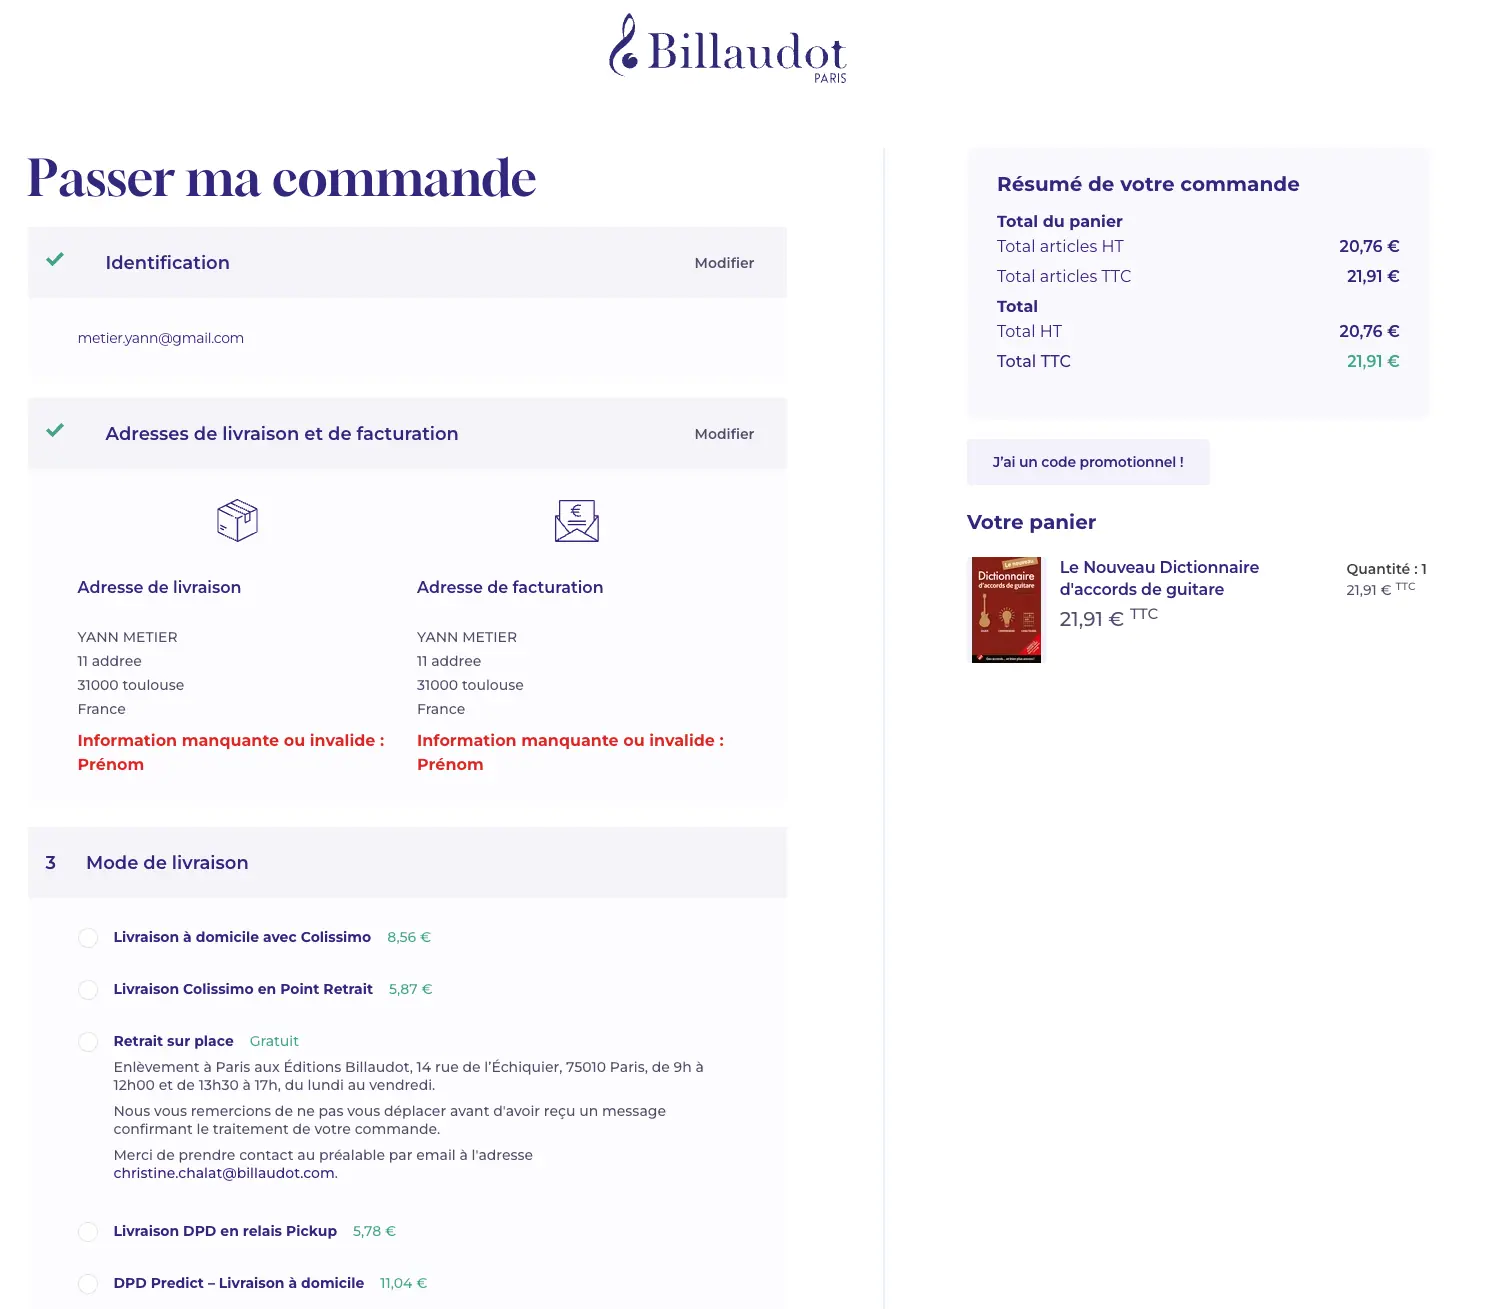 Billaudot
PARIS
Passer ma commande
Identification
Modifier
metier.yann@gmail.com
Adresses de livraison et de facturation
Modifier
€
Adresse de livraison
YANN METIER
11 addree
31000 toulouse
France
Information manquante ou invalide :
Prénom
Adresse de facturation
YANN METIER
11 addree
31000 toulouse
France
Information manquante ou invalide :
Prénom
3 Mode de livraison
Livraison à domicile avec Colissimo 8,56 €
Livraison Colissimo en Point Retrait 5,87 €
Retrait sur place Gratuit
Enlèvement à Paris aux Éditions Billaudot, 14 rue de l’Échiquier, 75010 Paris, de 9h à
12h00 et de 13h30 à 17h, du lundi au vendredi.
Nous vous remercions de ne pas vous déplacer avant d'avoir reçu un message
confirmant le traitement de votre commande.
Merci de prendre contact au préalable par email à l'adresse
christine.chalat@billaudot.com.
Livraison DPD en relais Pickup 5,78 €
DPD Predict – Livraison à domicile 11,04 €
Résumé de votre commande
Total du panier
Total articles HT 20,76 €
Total articles TTC 21,91 €
Total
Total HT 20,76 €
Total TTC 21,91 €
J’ai un code promotionnel !
Votre panier
Le nouveau
Dictionnaire
d'accords de guitare
Le Nouveau Dictionnaire
d'accords de guitare
21,91 € TTC
Quantité : 1
21,91 € TTC